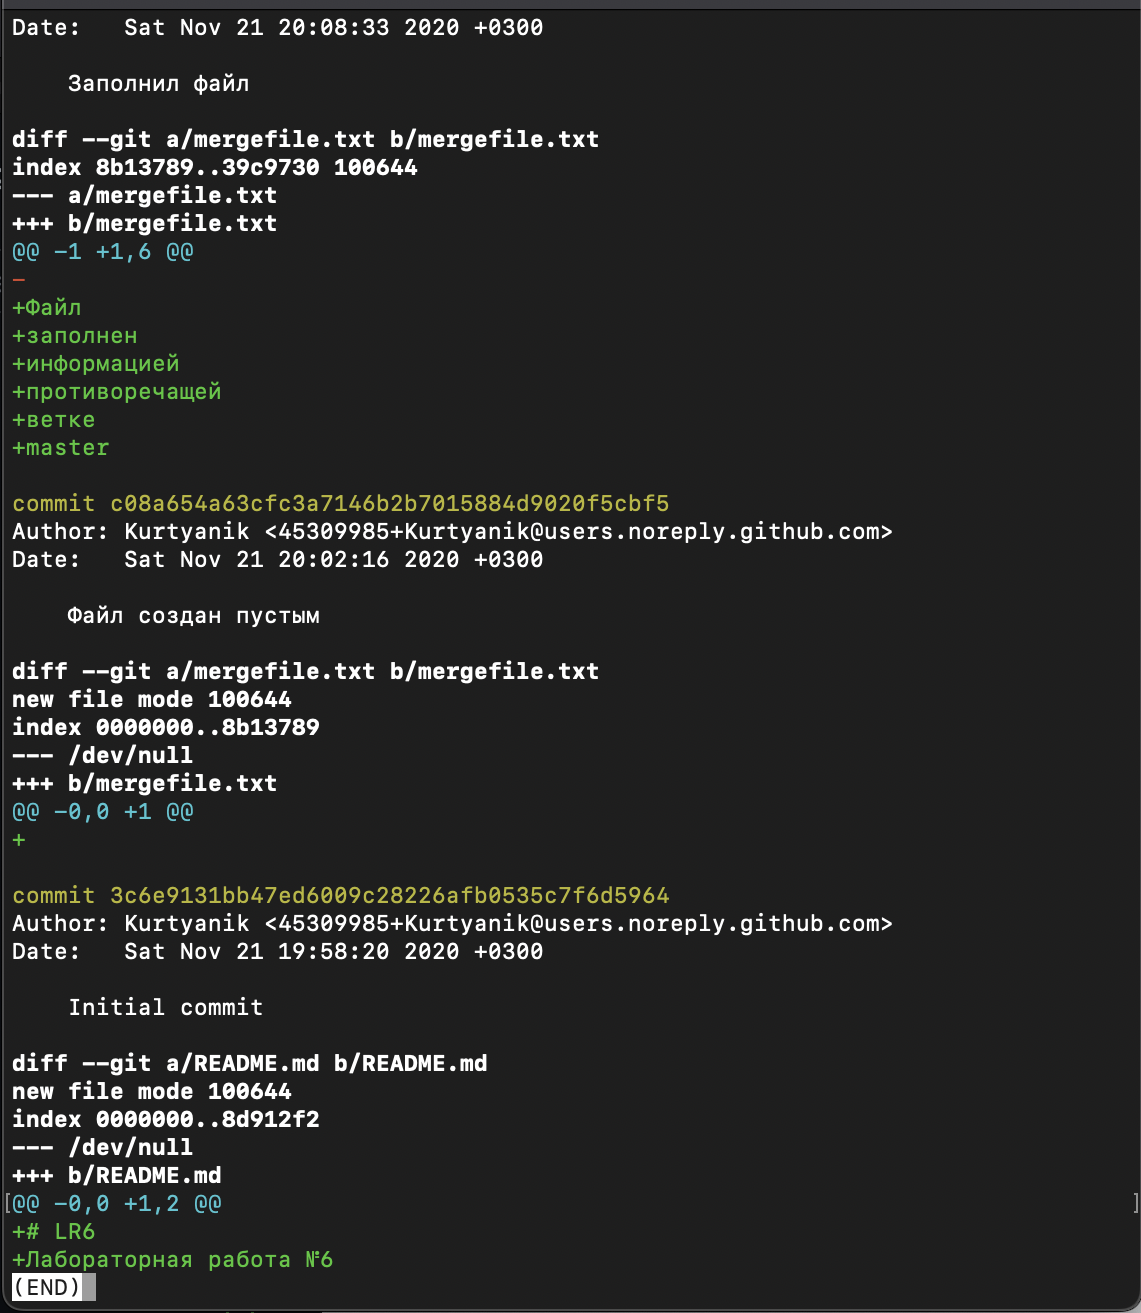 Date:   Sat Nov 21 20:08:33 2020 +0300
Заполнил файл
diff --git a/mergefile.txt b/mergefile.txt
index 8b13789..39c9730 100644
--- a/mergefile.txt
+++ b/mergefile.txt
@@ -1 +1,6 @@
-
+Файл
+заполнен
+информацией
+противоречащей
+ветке
+master
commit c08a654a63cfc3a7146b2b7015884d9020f5cbf5
Author: Kurtyanik <45309985+Kurtyanik@users.noreply.github.com>
Date:   Sat Nov 21 20:02:16 2020 +0300
Файл создан пустым
diff --git a/mergefile.txt b/mergefile.txt
new file mode 100644
index 0000000..8b13789
--- /dev/null
+++ b/mergefile.txt
@@ -0,0 +1 @@
+
commit 3c6e9131bb47ed6009c28226afb0535c7f6d5964
Author: Kurtyanik <45309985+Kurtyanik@users.noreply.github.com>
Date:   Sat Nov 21 19:58:20 2020 +0300
Initial commit
diff --git a/README.md b/README.md
new file mode 100644
index 0000000..8d912f2
--- /dev/null
+++ b/README.md
@@ -0,0 +1,2 @@
+# LR6
+Лабораторная работа №6
(END)